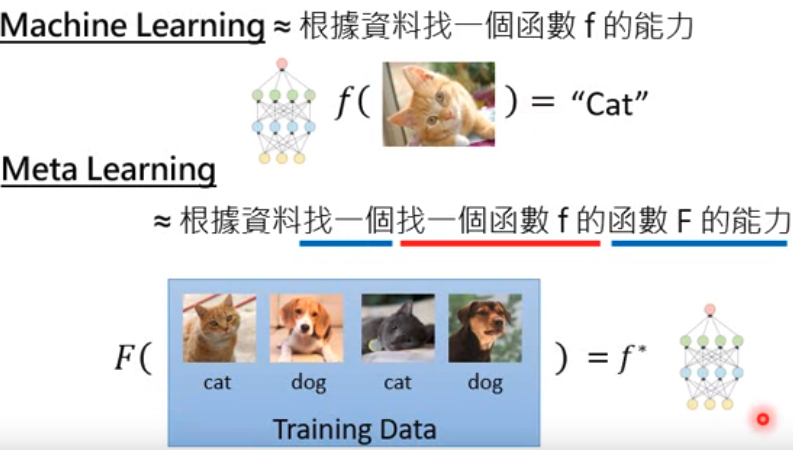 Machine Learning ≈ 根據資料找一個函數 f 的能力
f( ) = “Cat”
Meta Learning
≈ 根據資料找一個找一個函數 f 的函數 F 的能力
F( ) = f*
cat dog cat dog
Training Data